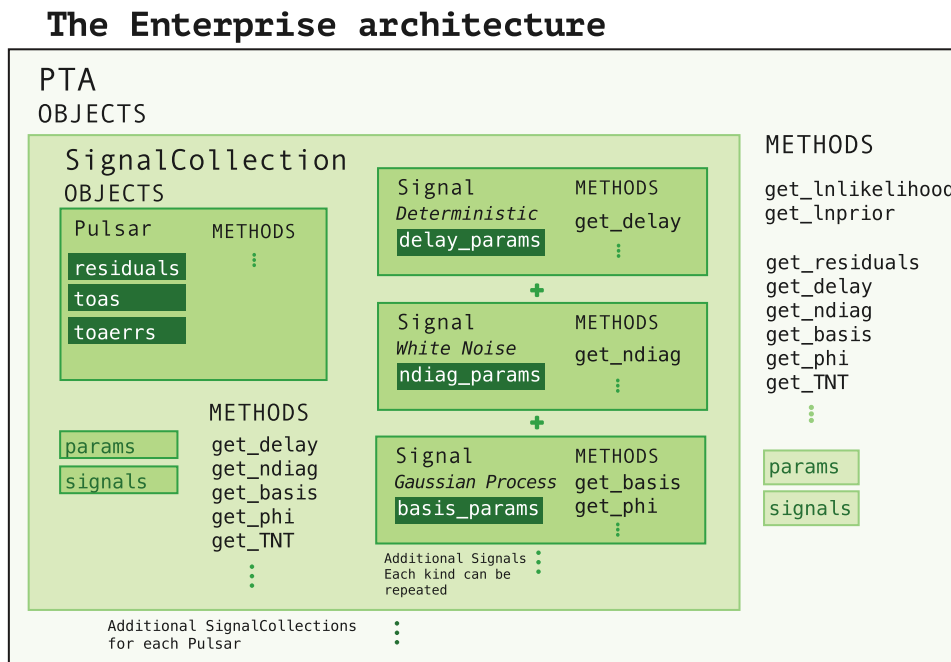 The Enterprise architecture
PTA
OBJECTS
SignalCollection
OBJECTS
Pulsar
METHODS
residuals
toas
toaerrs
params
signals
METHODS
get_delay
get_ndiag
get_basis
get_phi
get_TNT
Signal
Deterministic
delay_params
METHODS
get_delay
+
Signal
White Noise
ndiag_params
METHODS
get_ndiag
+
Signal
Gaussian Process
basis_params
METHODS
get_basis
get_phi
Additional Signals
Each kind can be
repeated
Additional SignalCollections
for each Pulsar
METHODS
get_lnlikelihood
get_lnprior
get_residuals
get_delay
get_ndiag
get_basis
get_phi
get_TNT
params
signals